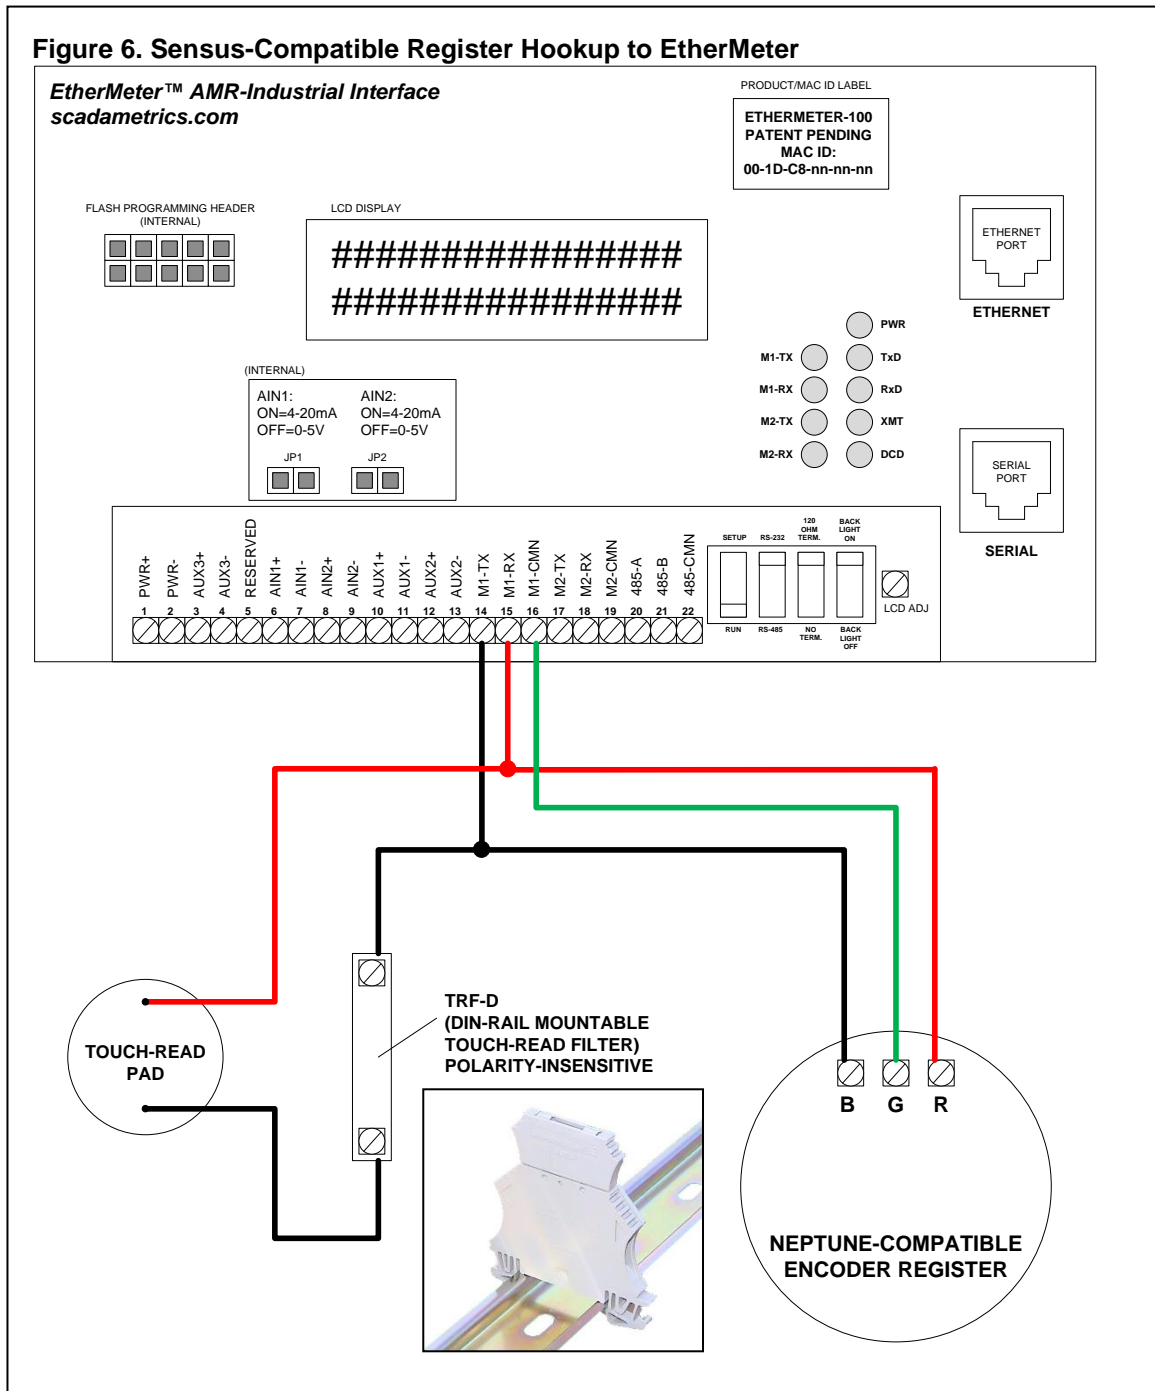 Figure 6. Sensus-Compatible Register Hookup to EtherMeter
EtherMeter™ AMR-Industrial Interface
scadametrics.com
PRODUCT/MAC ID LABEL
ETHERMETER-100
PATENT PENDING
MAC ID:
00-1D-C8-nn-nn-nn
FLASH PROGRAMMING HEADER
(INTERNAL)
LCD DISPLAY
################
################
ETHERNET
PORT
ETHERNET
PWR
M1-TX
TxD
M1-RX
RxD
M2-TX
XMT
M2-RX
DCD
(INTERNAL)
AIN1:
ON=4-20mA
OFF=0-5V
AIN2:
ON=4-20mA
OFF=0-5V
JP1
JP2
SERIAL
PORT
SERIAL
PWR+
PWR-
AUX3+
AUX3-
RESERVED
AIN1+
AIN1-
AIN2+
AIN2-
AUX1+
AUX1-
AUX2+
AUX2-
M1-TX
M1-RX
M1-CMN
M2-TX
M2-RX
M2-CMN
485-A
485-B
485-CMN
1 2 3 4 5 6 7 8 9 10 11 12 13 14 15 16 17 18 19 20 21 22
SETUP
RS-232
120
OHM
TERM.
BACK
LIGHT
ON
RUN
RS-485
NO
TERM.
BACK
LIGHT
OFF
LCD ADJ
TOUCH-READ
PAD
TRF-D
(DIN-RAIL MOUNTABLE
TOUCH-READ FILTER)
POLARITY-INSENSITIVE
B G R
NEPTUNE-COMPATIBLE
ENCODER REGISTER